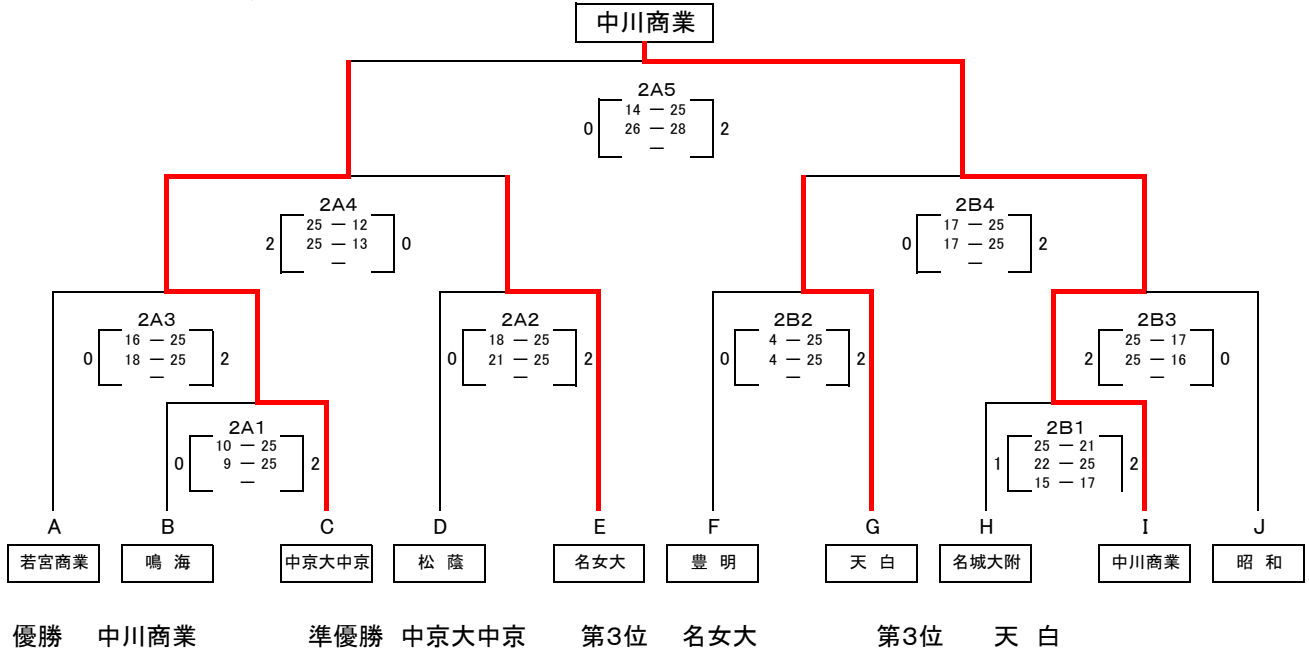 中川商業
2A5
14 － 25
0 26 － 28 2
－
2A4 2B4
25 － 12 17 － 25
2 25 － 13 0 0 17 － 25 2
－ －
2A3 2A2 2B2 2B3
16 － 25 18 － 25 4 － 25 25 － 17
0 18 － 25 2 0 21 － 25 2 0 4 － 25 2 2 25 － 16 0
－ － － －
2A1 2B1
10 － 25 25 － 21
0 9 － 25 2 1 22 － 25 2
－ 15 － 17
A B C D E F G H I J
若宮商業 鳴 海 中京大中京 松 蔭 名女大 豊 明 天 白 名城大附 中川商業 昭 和
優勝 中川商業 準優勝 中京大中京 第3位 名女大 第3位 天 白